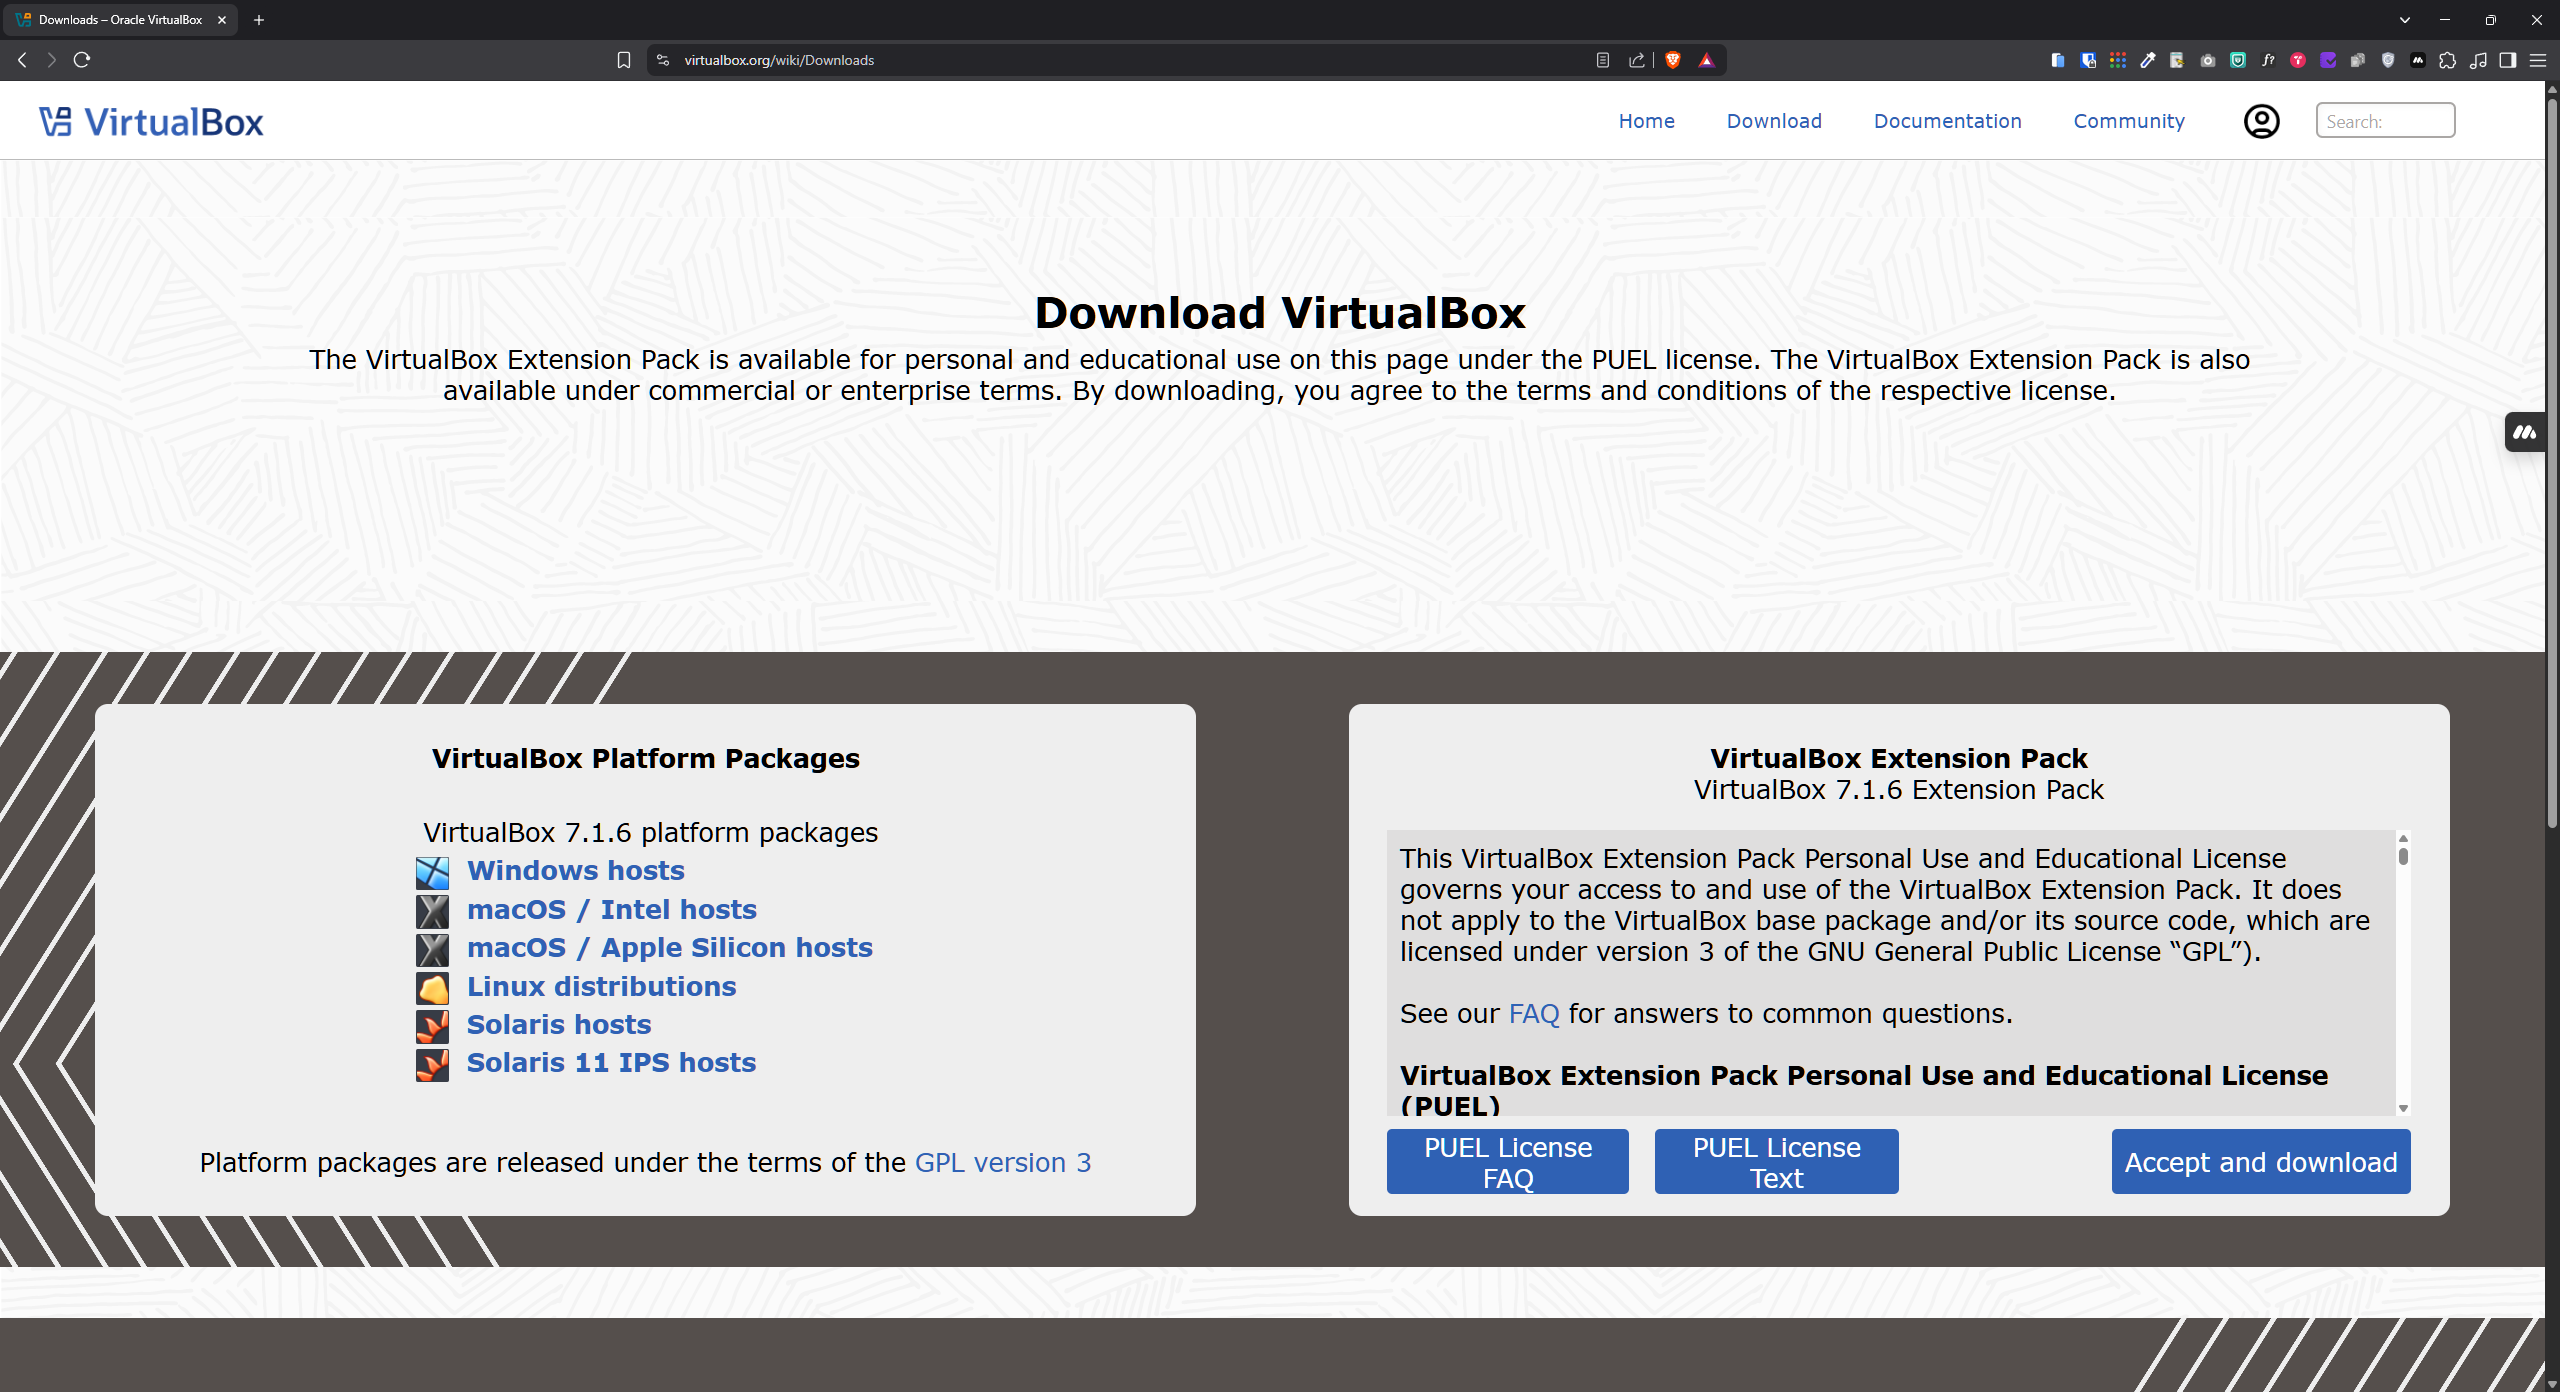 Downloads – Oracle VirtualBox
virtualbox.org/wiki/Downloads
VirtualBox
Home
Download
Documentation
Community
Search:
Download VirtualBox
The VirtualBox Extension Pack is available for personal and educational use on this page under the PUEL license. The VirtualBox Extension Pack is also
available under commercial or enterprise terms. By downloading, you agree to the terms and conditions of the respective license.
VirtualBox Platform Packages
VirtualBox 7.1.6 platform packages
Windows hosts
macOS / Intel hosts
macOS / Apple Silicon hosts
Linux distributions
Solaris hosts
Solaris 11 IPS hosts
Platform packages are released under the terms of the GPL version 3
VirtualBox Extension Pack
VirtualBox 7.1.6 Extension Pack
This VirtualBox Extension Pack Personal Use and Educational License
governs your access to and use of the VirtualBox Extension Pack. It does
not apply to the VirtualBox base package and/or its source code, which are
licensed under version 3 of the GNU General Public License “GPL”).
See our FAQ for answers to common questions.
VirtualBox Extension Pack Personal Use and Educational License
(PUEL)
PUEL License
FAQ
PUEL License
Text
Accept and download